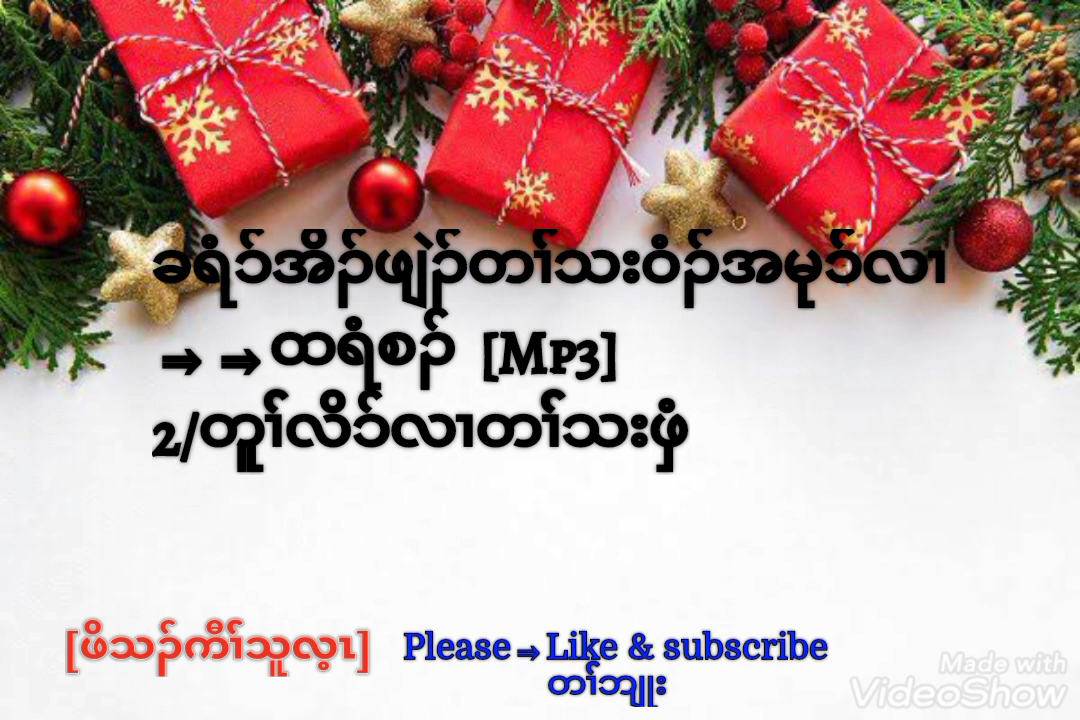 ခရံာ်အိၣ်ဖျဲၣ်တၢ်သးဝံၣ်အမုာ်လၢ
⇒ ⇒ ထရံစၣ် [Mp3]
2/တူၢ်လိာ်လၢတၢ်သးဖှံ
[ဖိသၣ်ကီၢ်သူလ့ၤ] Please ⇒ Like & subscribe
တၢ်ဘျုး
Made with
VideoShow